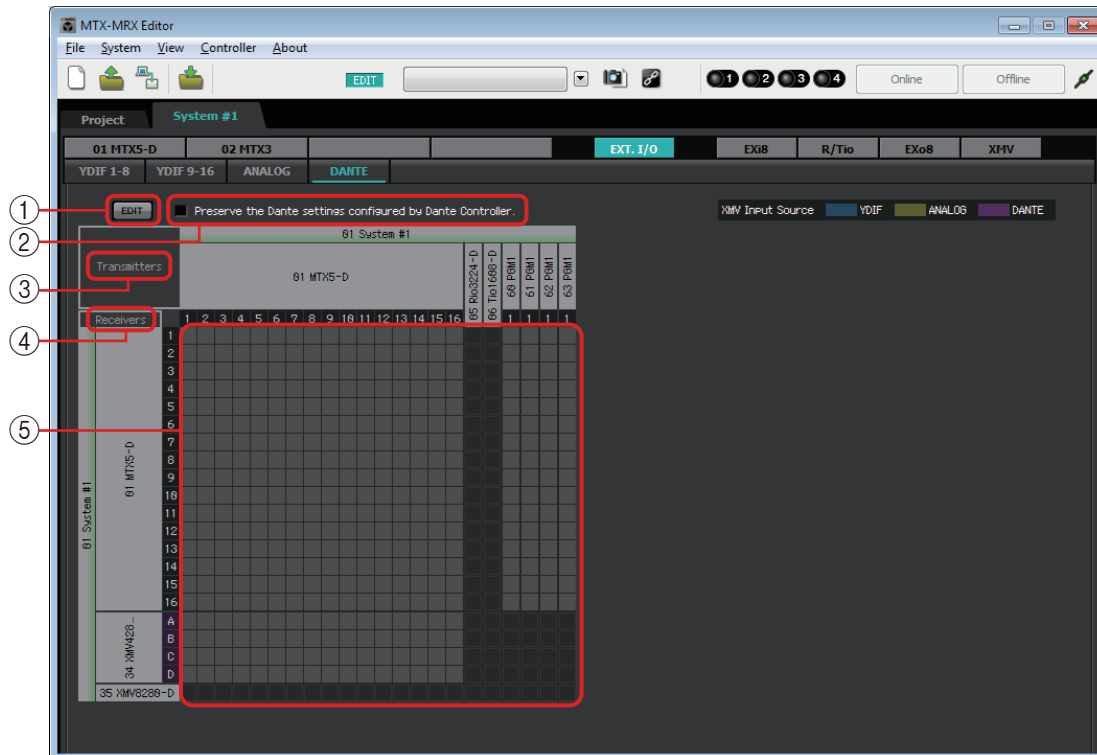 MTX-MRX Editor
File System View Controller About
EDIT
1 2 3 4 Online Offline
Project System #1
01 MTX5-D 02 MTX3 EXT. I/O EXi8 R/Tio EXo8 XMV
YDIF 1-8 YDIF 9-16 ANALOG DANTE
① EDIT Preserve the Dante settings configured by Dante Controller. XMV Input Source YDIF ANALOG DANTE
②
01 System #1
③ Transmitters
01 MTX5-D
05 Rio3224-D
06 Tio1608-D
60 PGM1
61 PGM1
62 PGM1
63 PGM1
④ Receivers
1 2 3 4 5 6 7 8 9 10 11 12 13 14 15 16 1 1 1 1
⑤
01 System #1
01 MTX5-D
1
2
3
4
5
6
7
8
9
10
11
12
13
14
15
16
34 XMV428...
A
B
C
D
35 XMV8280-D